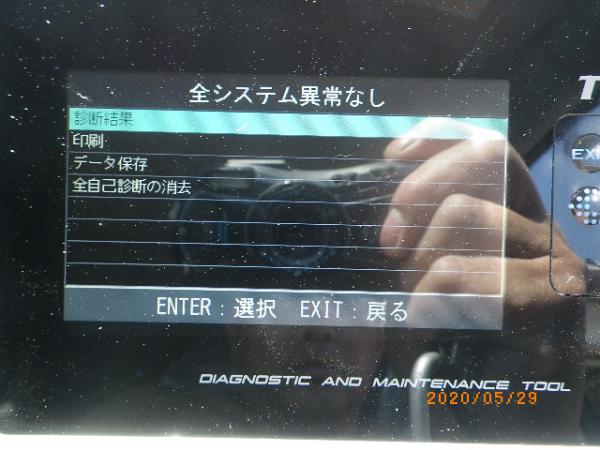 全システム異常なし
診断結果
印刷
データ保存
全自己診断の消去
ENTER：選択 EXIT：戻る
DIAGNOSTIC AND MAINTENANCE TOOL
2020/05/29